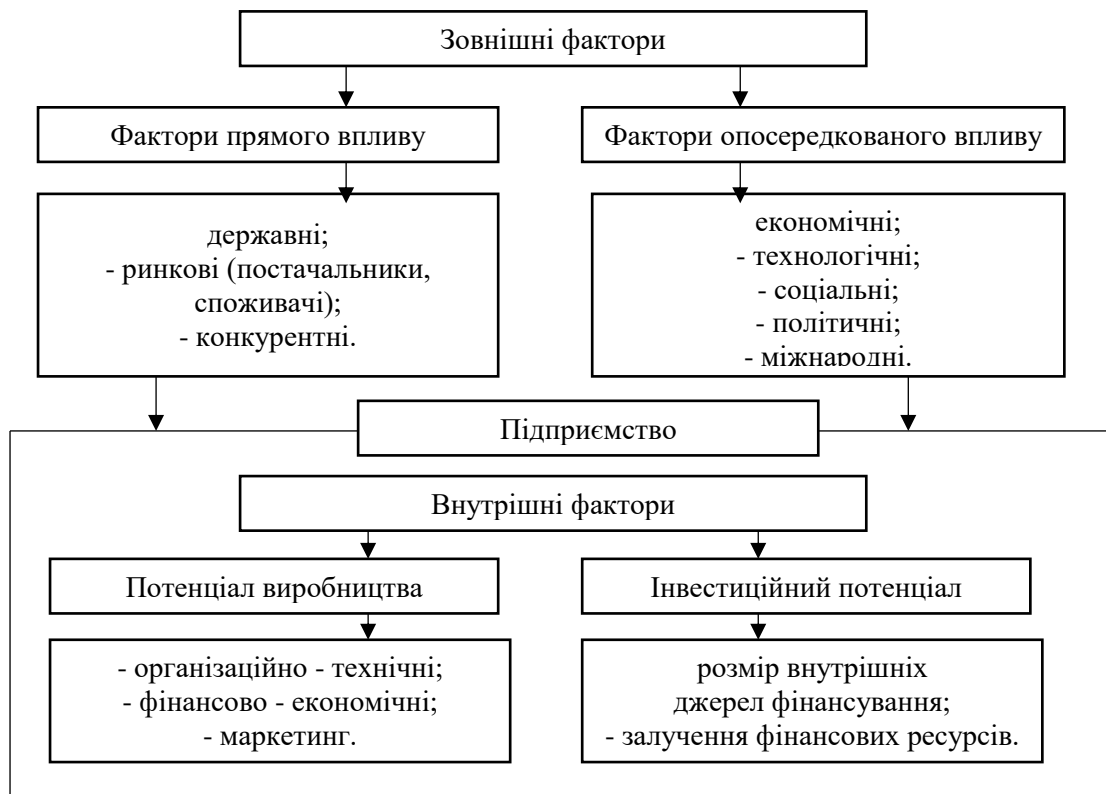 Зовнішні фактори
Фактори прямого впливу
Фактори опосередкованого впливу
державні;
- ринкові (постачальники,
споживачі);
- конкурентні.
економічні;
- технологічні;
- соціальні;
- політичні;
- міжнародні.
Підприємство
Внутрішні фактори
Потенціал виробництва
Інвестиційний потенціал
- організаційно - технічні;
- фінансово - економічні;
- маркетинг.
розмір внутрішніх
джерел фінансування;
- залучення фінансових ресурсів.